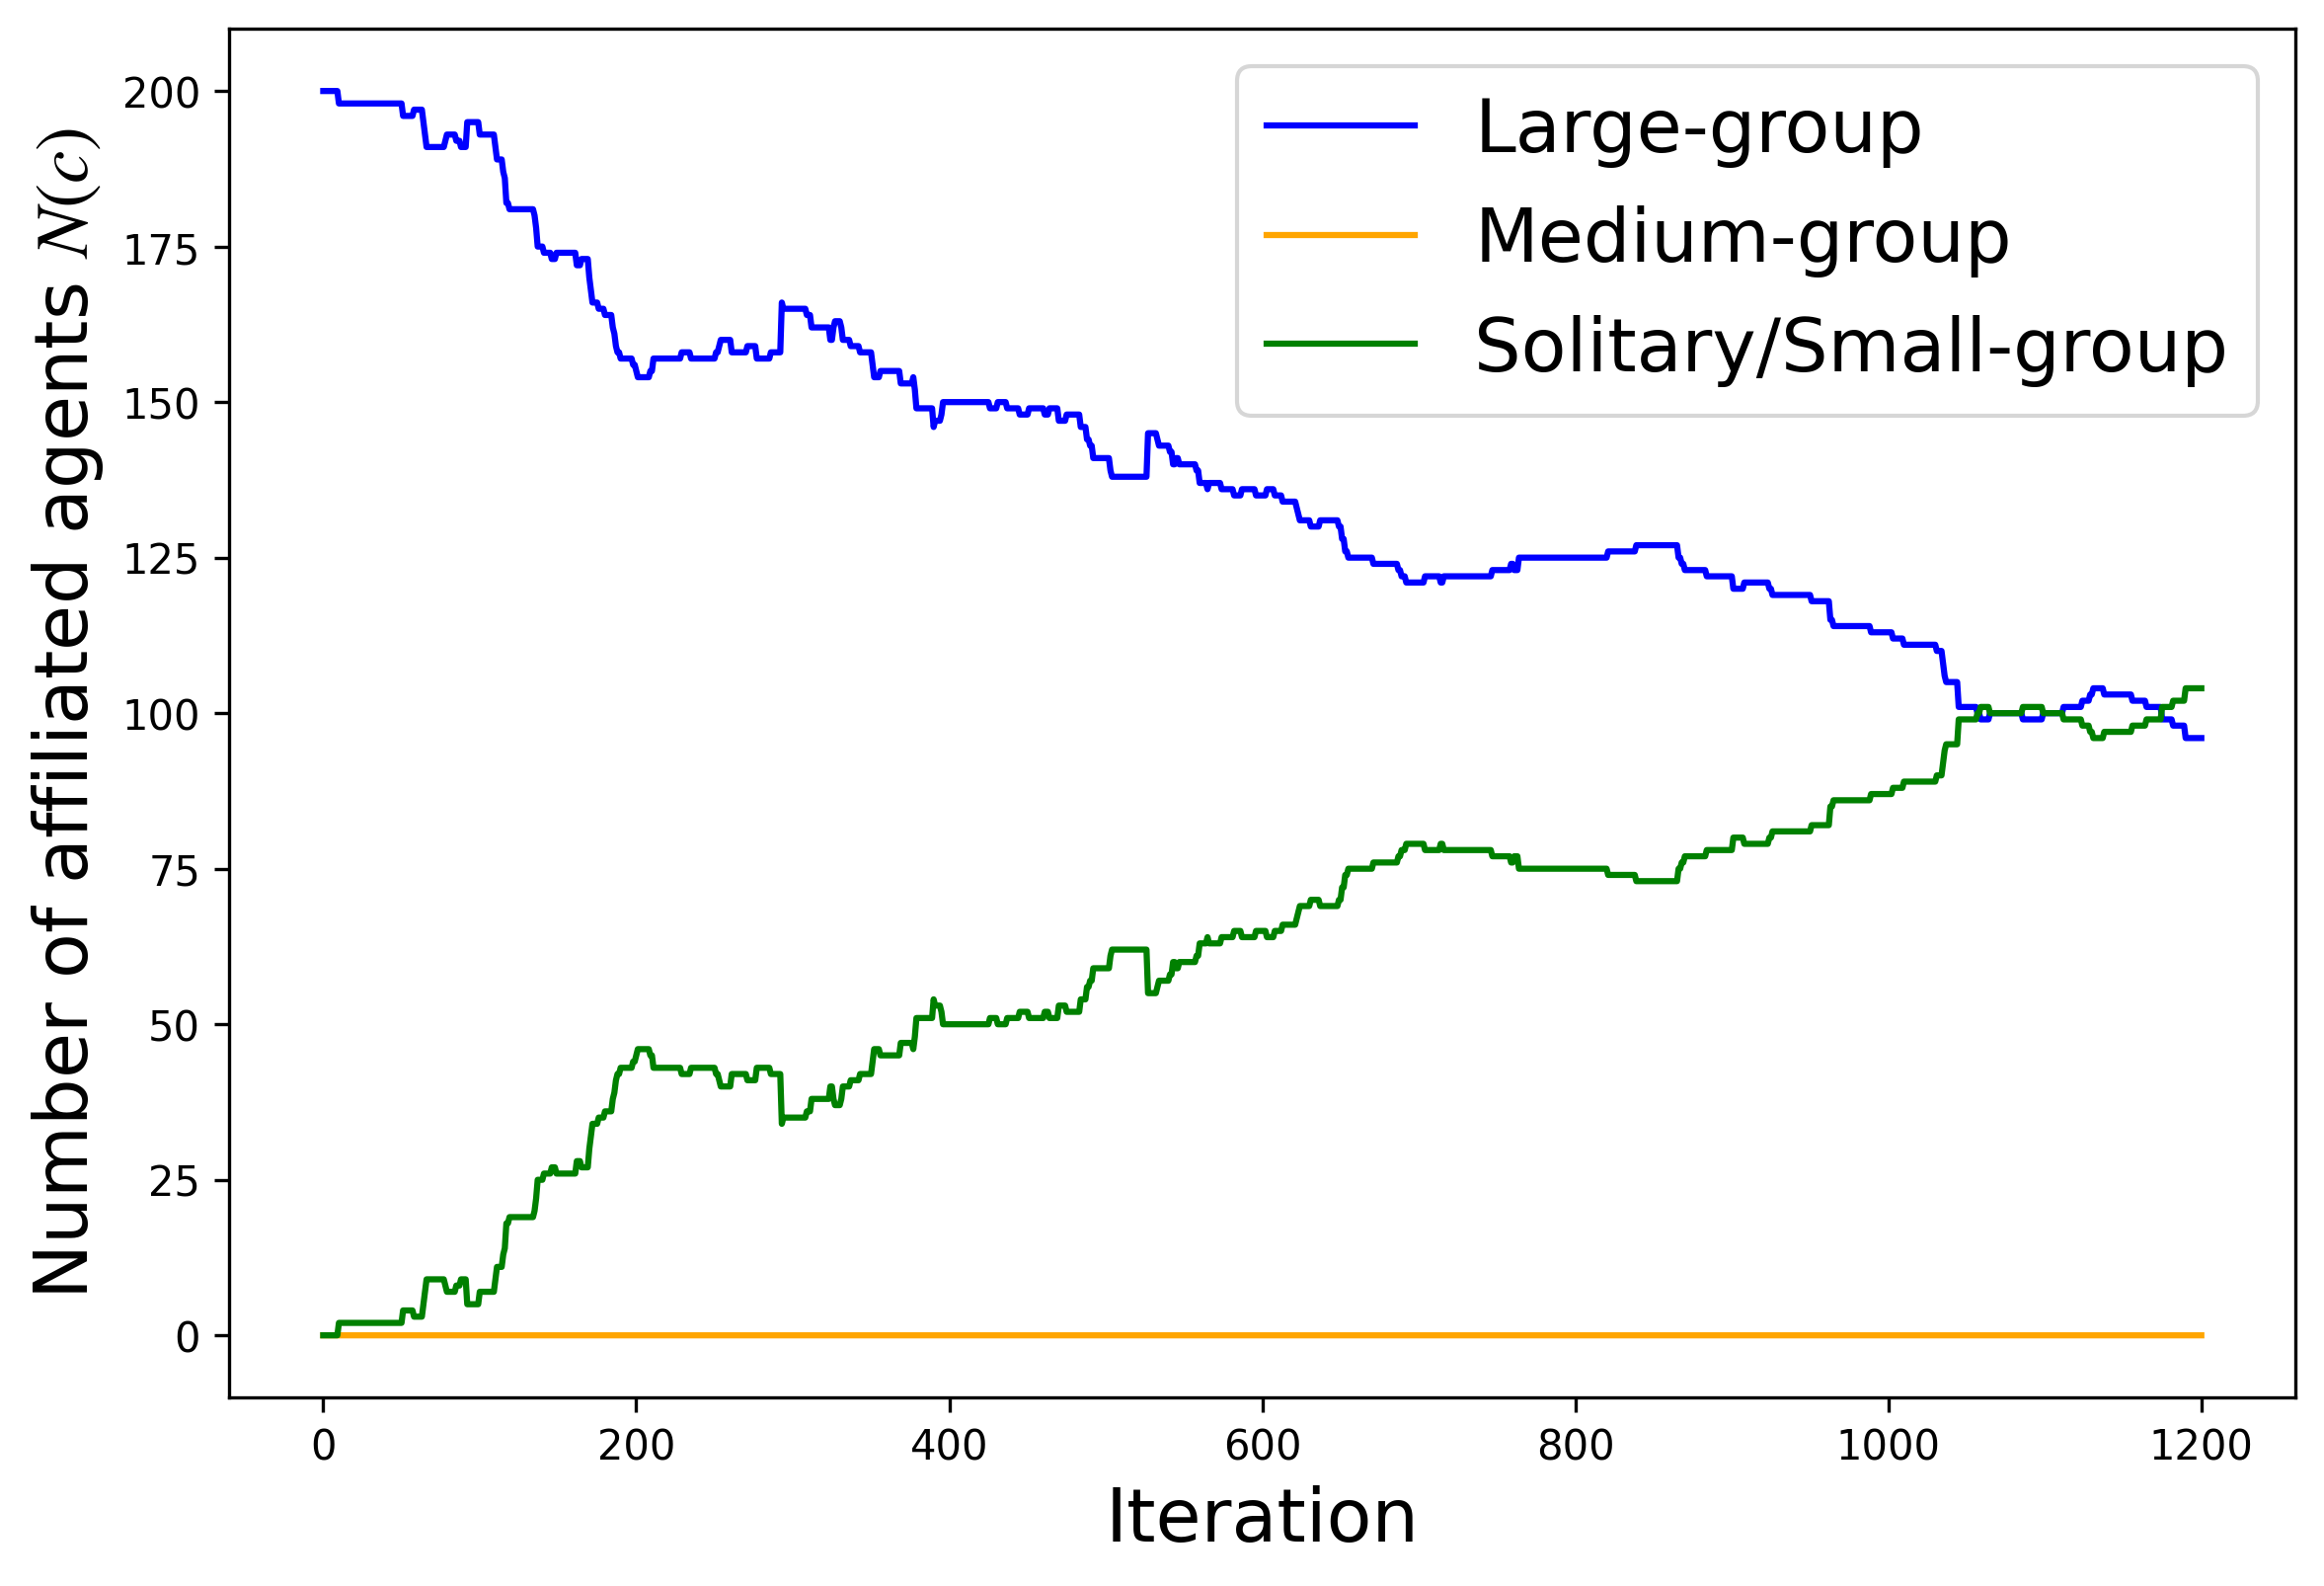 Number of affiliated agents N(c)
200
175
150
125
100
75
50
25
0
Large-group
Medium-group
Solitary/Small-group
0 200 400 600 800 1000 1200
Iteration